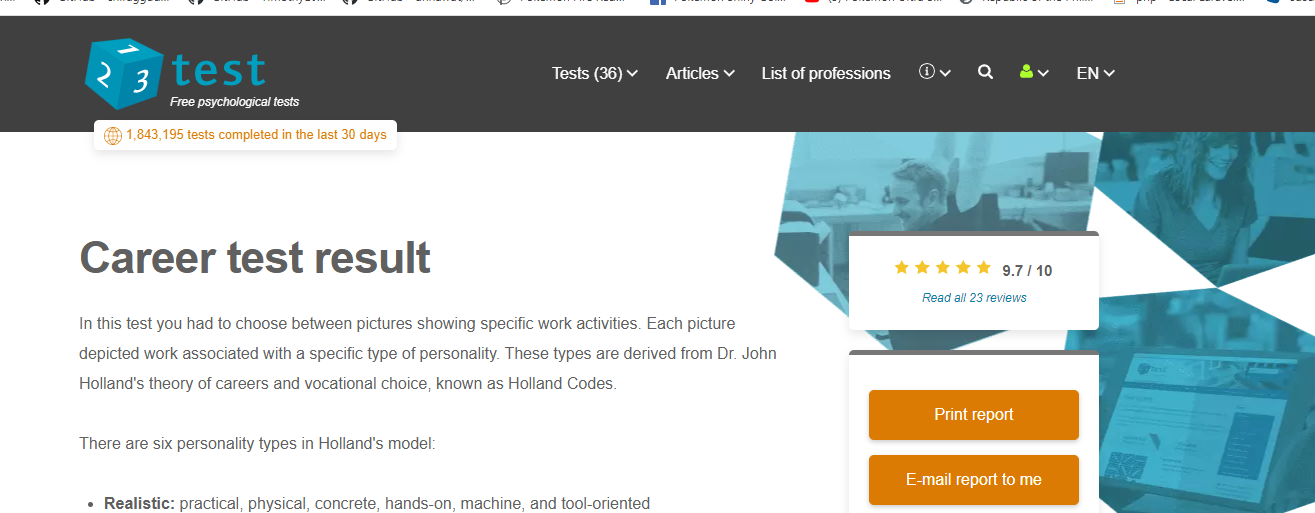 123
test
Free psychological tests
Tests (36)
Articles
List of professions
EN
1,843,195 tests completed in the last 30 days
Career test result
In this test you had to choose between pictures showing specific work activities. Each picture
depicted work associated with a specific type of personality. These types are derived from Dr. John
Holland's theory of careers and vocational choice, known as Holland Codes.
There are six personality types in Holland's model:
• Realistic: practical, physical, concrete, hands-on, machine, and tool-oriented
9.7 / 10
Read all 23 reviews
Print report
E-mail report to me